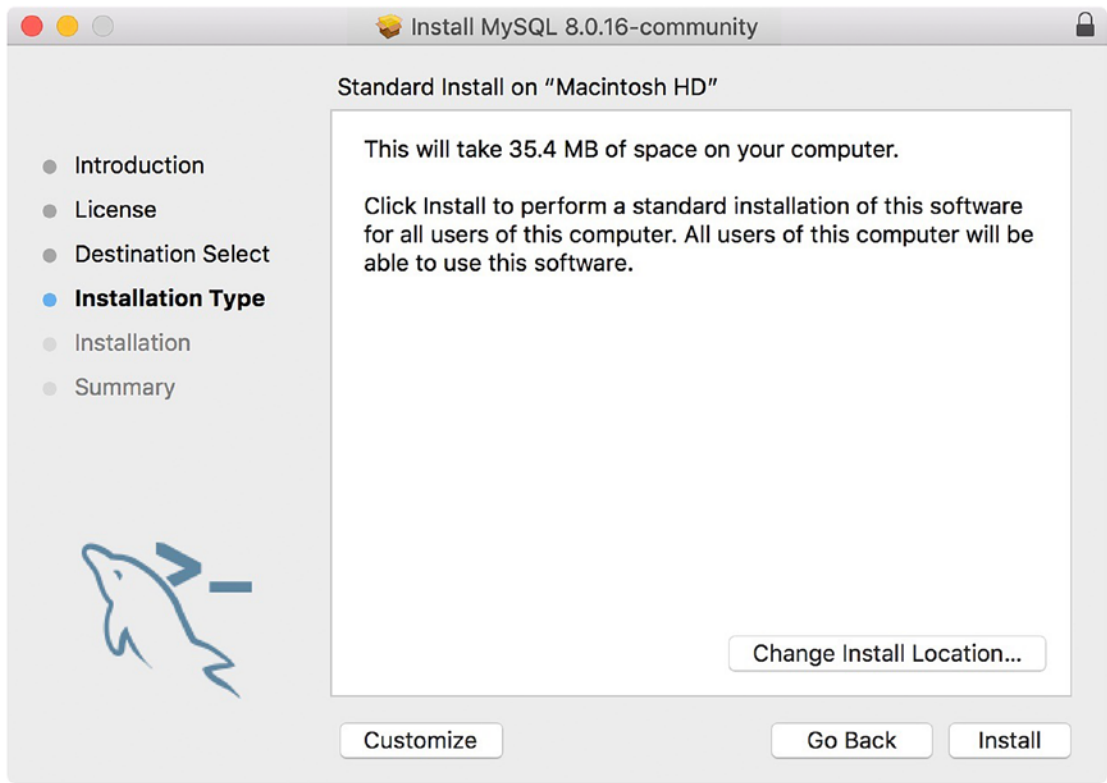 Install MySQL 8.0.16-community
Standard Install on “Macintosh HD”
Introduction
License
Destination Select
Installation Type
Installation
Summary
This will take 35.4 MB of space on your computer.
Click Install to perform a standard installation of this software
for all users of this computer. All users of this computer will be
able to use this software.
>_
Change Install Location...
Customize
Go Back
Install